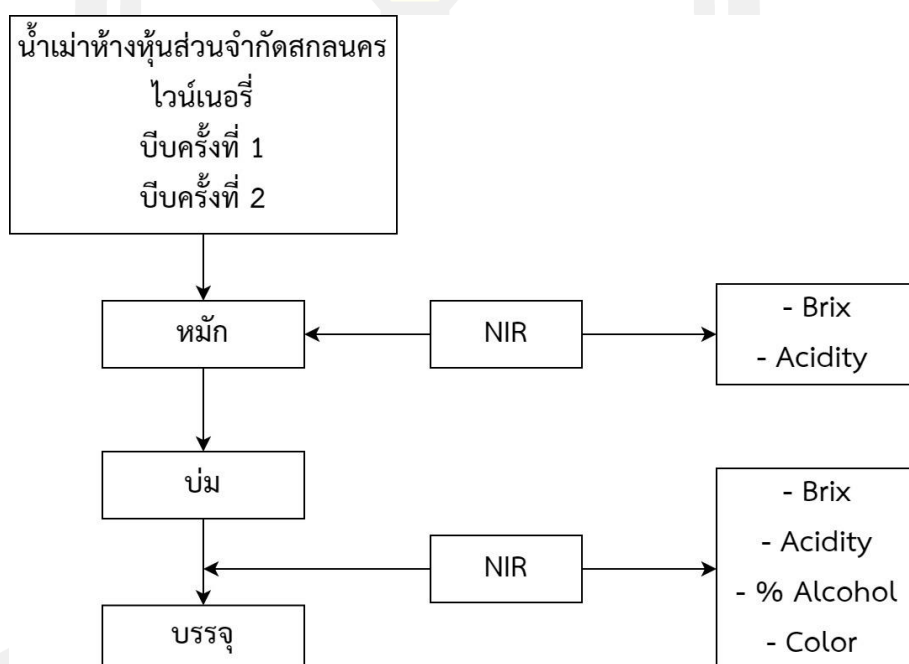 น้ำเม่าห้างหุ้นส่วนจำกัดสกลนคร
ไวน์เนอรี่
บีบครั้งที่ 1
บีบครั้งที่ 2
หมัก
NIR
- Brix
- Acidity
บ่ม
NIR
- Brix
- Acidity
- % Alcohol
- Color
บรรจุ